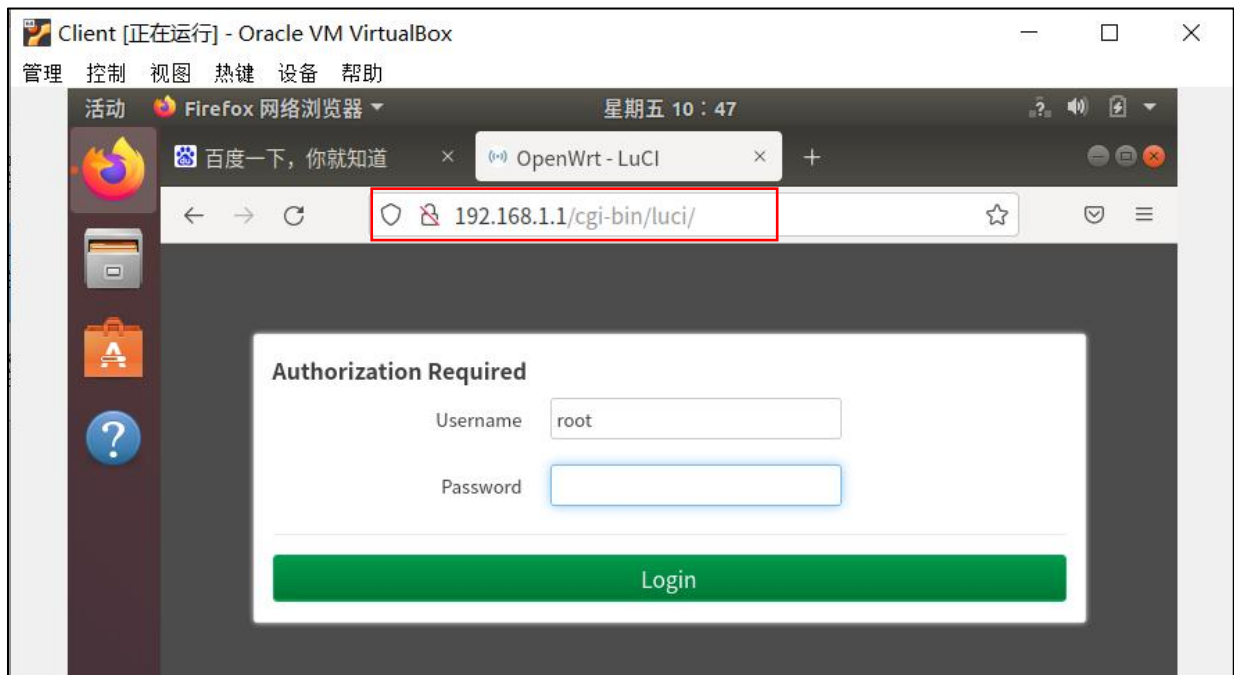 Client [正在运行] - Oracle VM VirtualBox
管理 控制 视图 热键 设备 帮助
活动 Firefox 网络浏览器 星期五 10：47
百度一下，你就知道 OpenWrt - LuCI
192.168.1.1/cgi-bin/luci/
Authorization Required
Username root
Password
Login